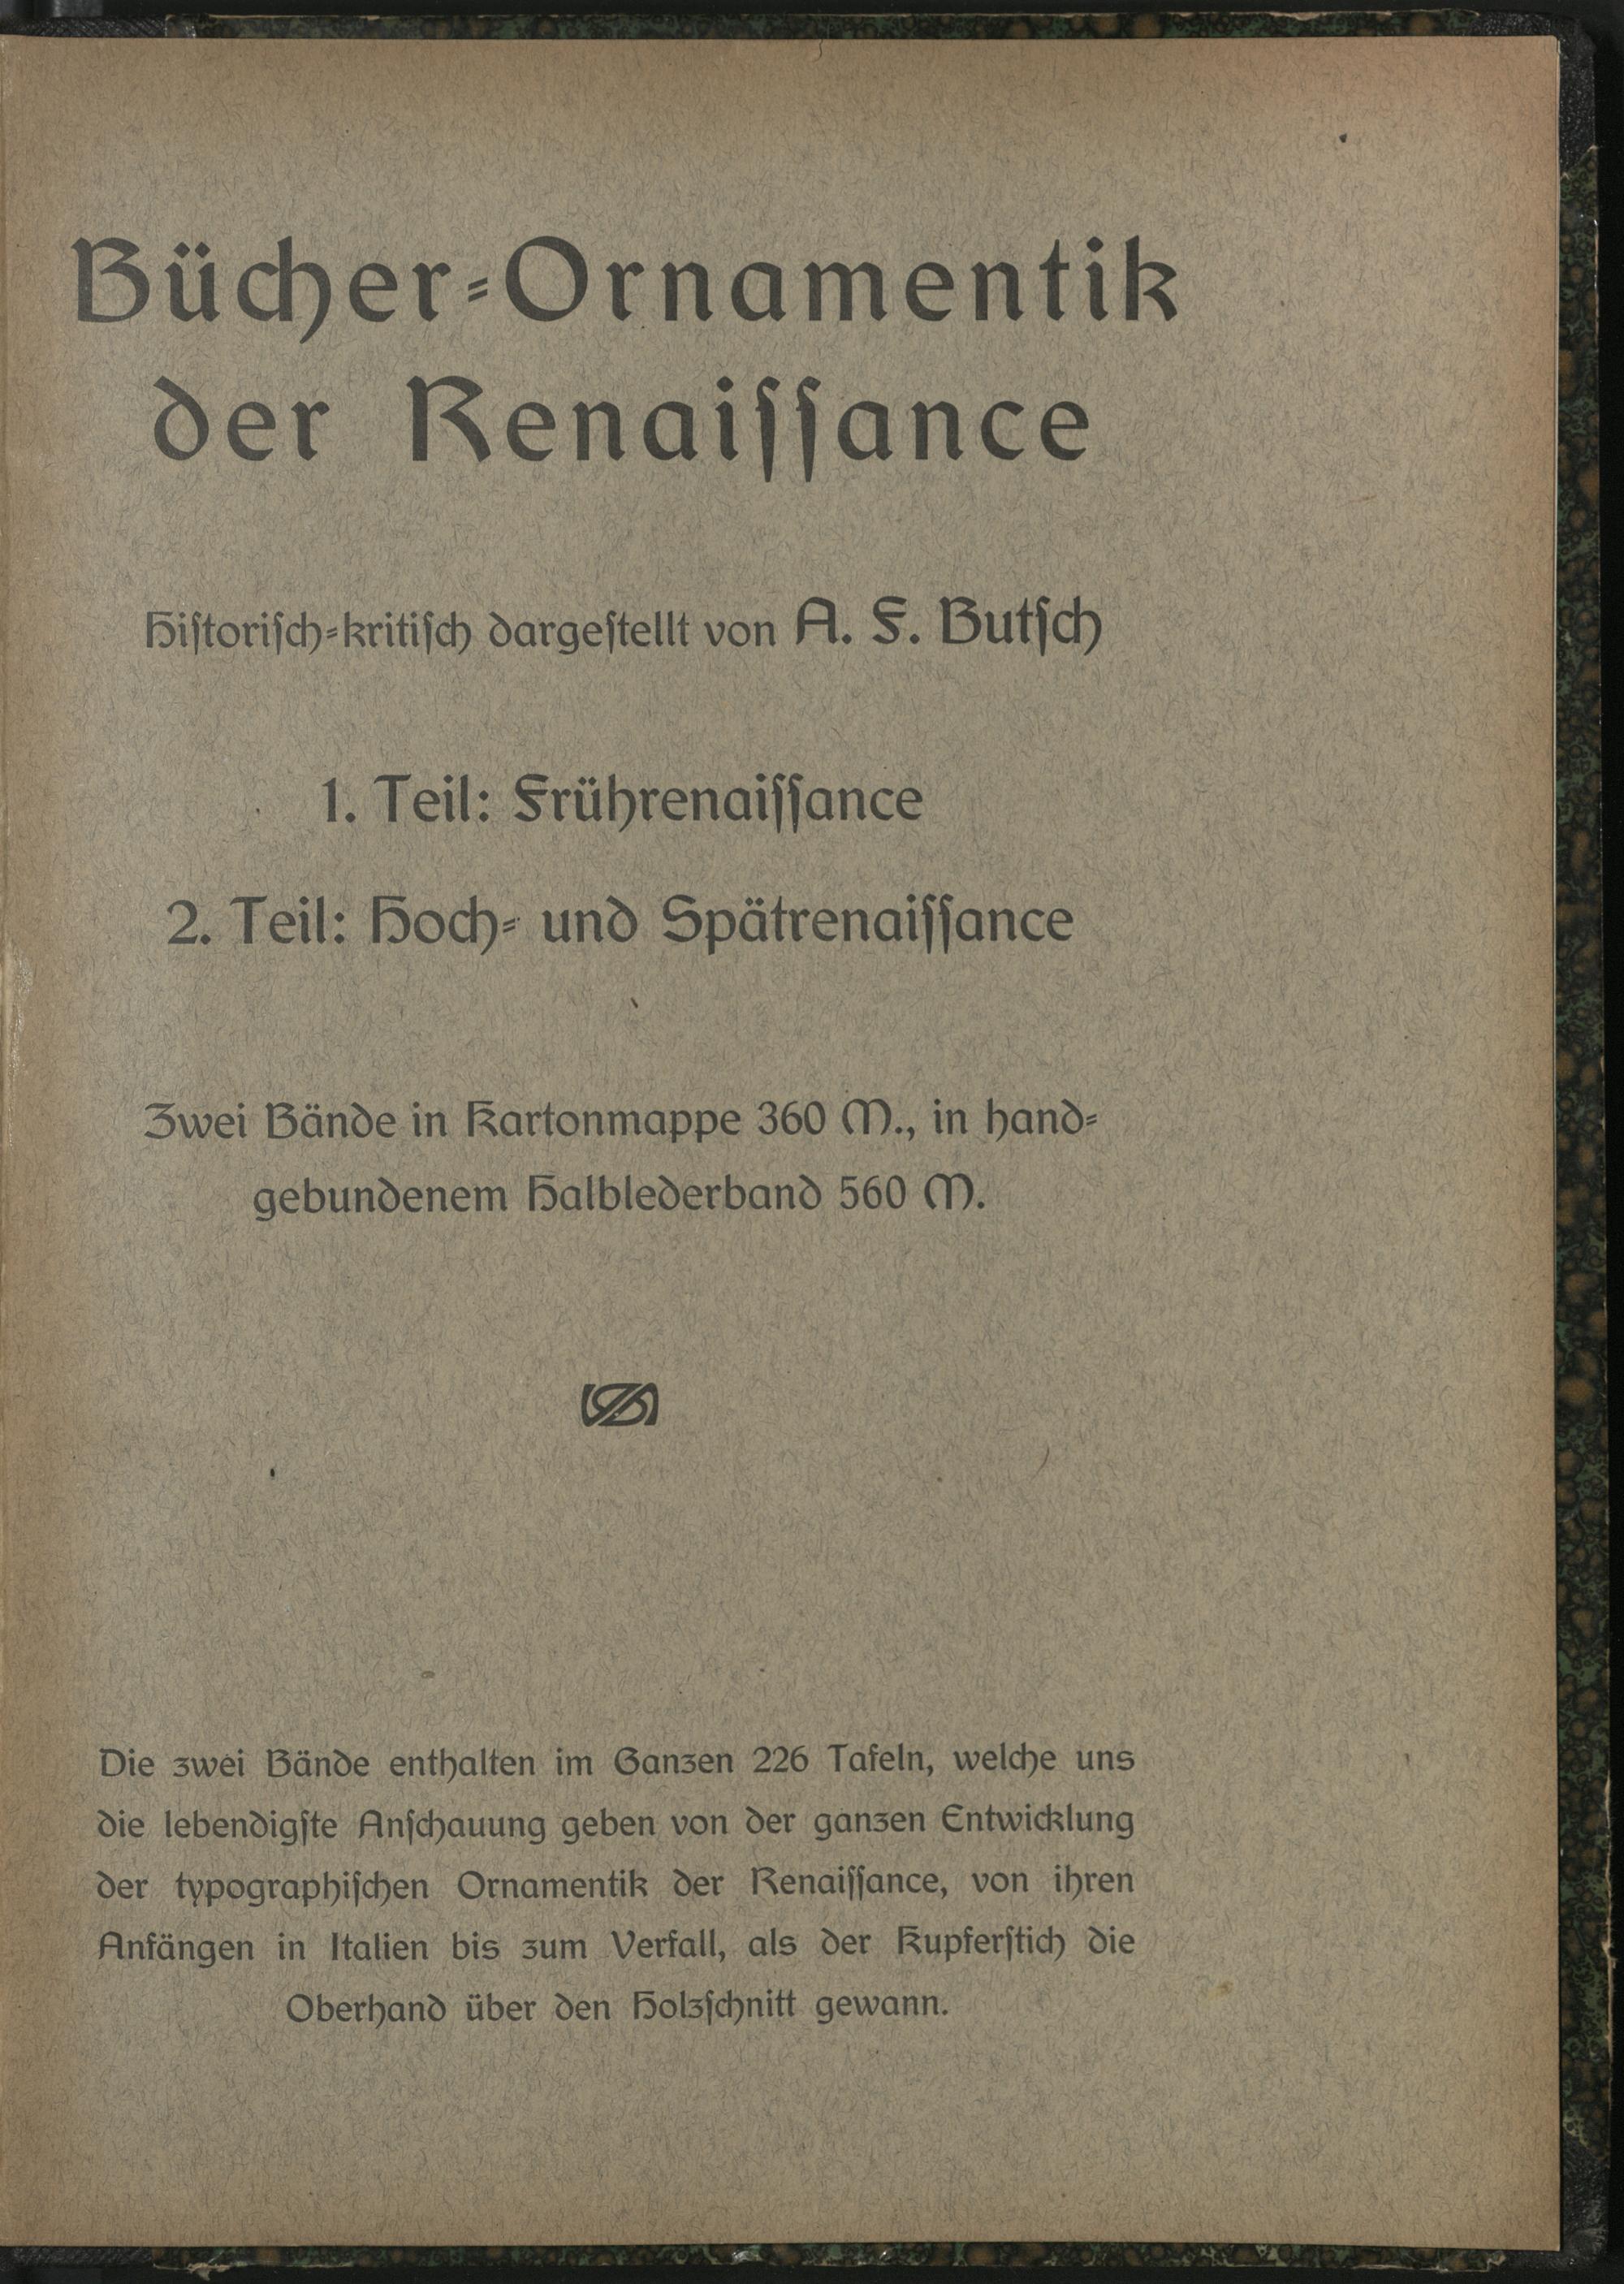 Bücher-Ornamentik
der Renaiſſance
Hiſtoriſch-kritiſch dargeſtellt von A. F. Butſch
1. Teil: Frührenaiſſance
2. Teil: Hoch- und Spätrenaiſſance
Zwei Bände in Kartonmappe 360 M., in hand-
gebundenem Halblederband 560 M.
Die zwei Bände enthalten im Ganzen 226 Tafeln, welche uns
die lebendigſte Anſchauung geben von der ganzen Entwicklung
der typographiſchen Ornamentik der Renaiſſance, von ihren
Anfängen in Italien bis zum Verfall, als der Kupferſtich die
Oberhand über den Holzſchnitt gewann.